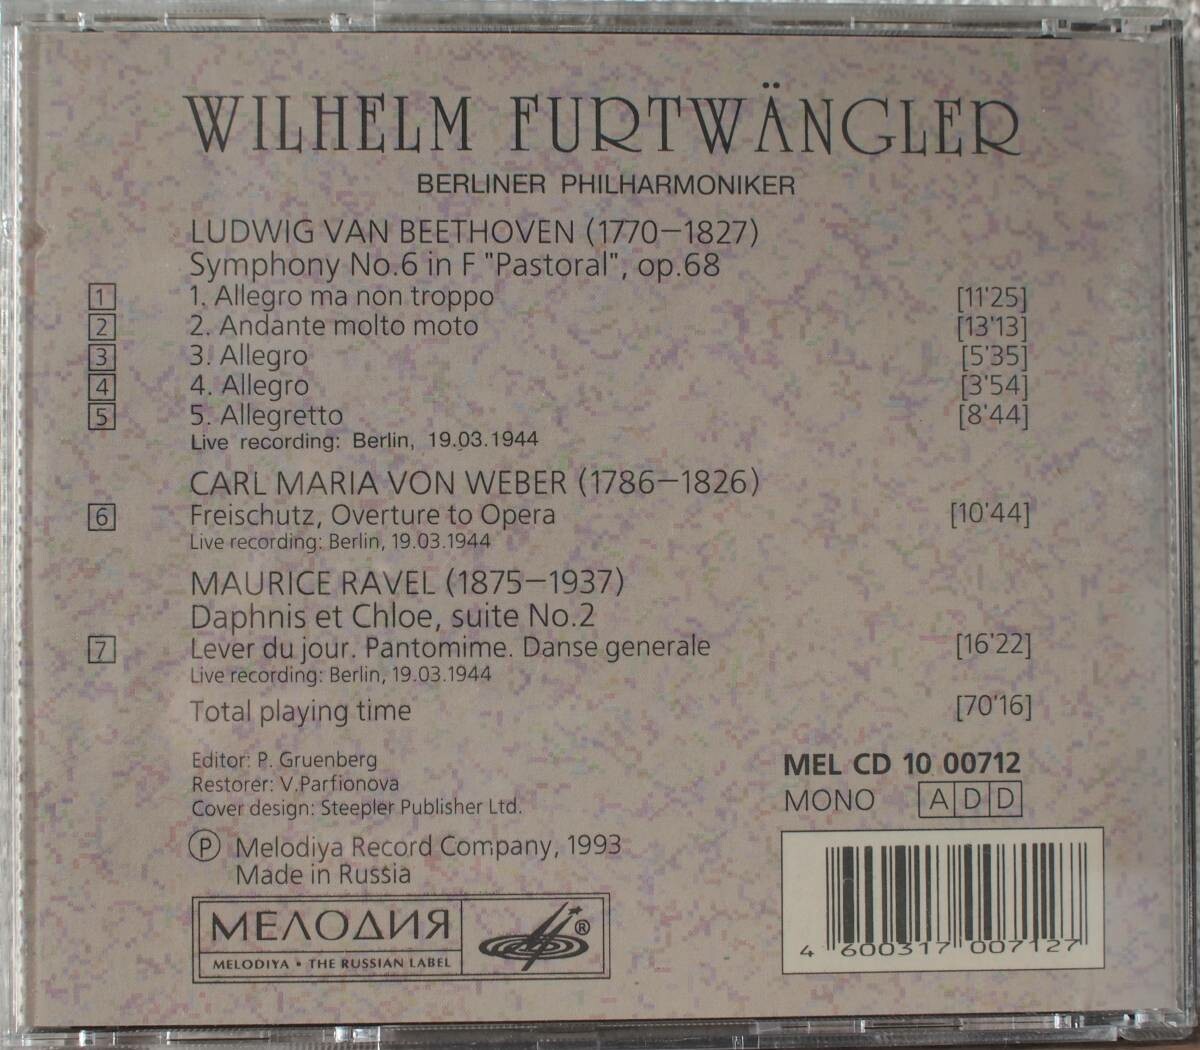 WILHELM FURTWÄNGLER
BERLINER PHILHARMONIKER
LUDWIG VAN BEETHOVEN (1770–1827)
Symphony No.6 in F "Pastoral", op.68
1 1. Allegro ma non troppo [11'25]
2 2. Andante molto moto [13'13]
3 3. Allegro [5'35]
4 4. Allegro [3'54]
5 5. Allegretto [8'44]
Live recording: Berlin, 19.03.1944
CARL MARIA VON WEBER (1786–1826)
6 Freischutz, Overture to Opera [10'44]
Live recording: Berlin, 19.03.1944
MAURICE RAVEL (1875–1937)
Daphnis et Chloe, suite No.2
7 Lever du jour. Pantomime. Danse generale [16'22]
Live recording: Berlin, 19.03.1944
Total playing time [70'16]
Editor: P. Gruenberg
Restorer: V.Parfionova
Cover design: Steepler Publisher Ltd.
Ⓟ Melodiya Record Company, 1993
Made in Russia
МЕЛОДИЯ ®
MELODIYA • THE RUSSIAN LABEL
MEL CD 10 00712
MONO A D D
4 600317 007127